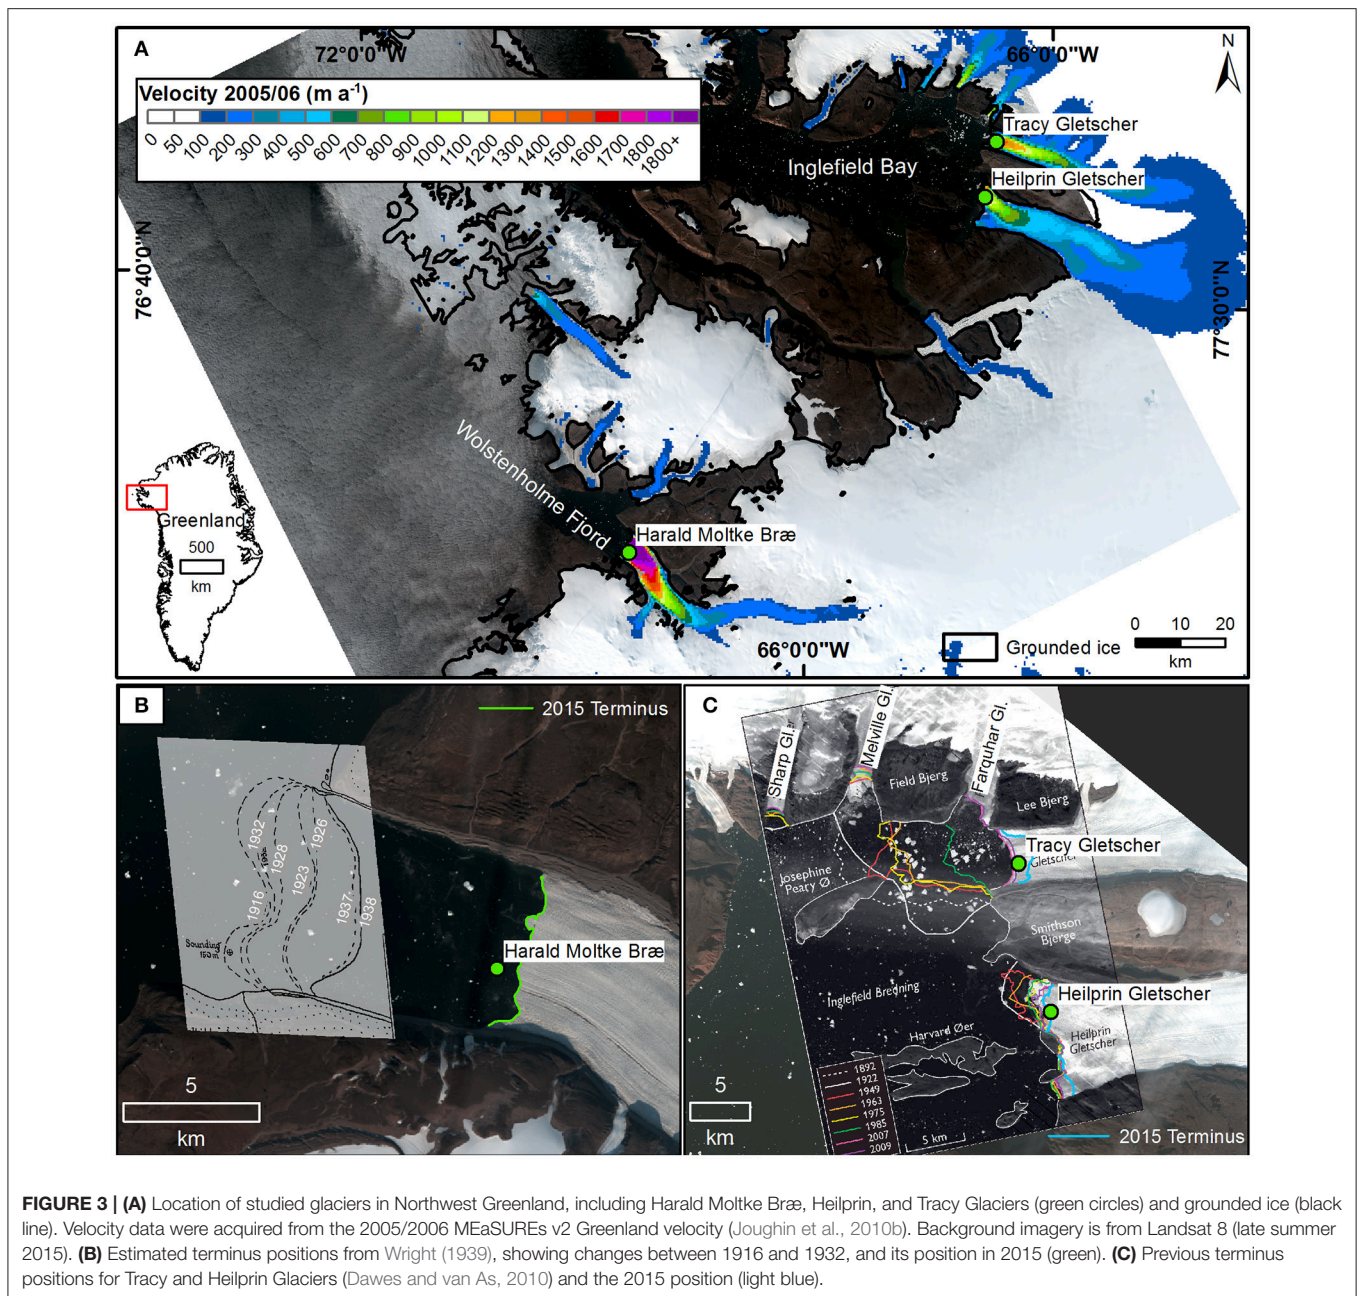 A
72°0'0"W
66°0'0"W
N
Velocity 2005/06 (m a-1)
0 50 100 200 300 400 500 600 700 800 900 1000 1100 1200 1300 1400 1500 1600 1700 1800 1800+
Tracy Gletscher
Inglefield Bay
Heilprin Gletscher
76°40'0"N
77°30'0"N
Wolstenholme Fjord
Harald Moltke Bræ
Greenland
500
km
66°0'0"W
Grounded ice
0 10 20
km
B
2015 Terminus
1932
1926
1928
1923
1916
1937
1938
Sounding
Harald Moltke Bræ
5
km
C
Sharp Gl.
Melville Gl.
Farquhar Gl.
Field Bjerg
Lee Bjerg
Tracy Gletscher
Gletscher
Josephine
Peary Ø
Smithson
Bjerge
Inglefield Bredning
Heilprin Gletscher
Heilprin
Gletscher
Harvard Øer
1892
1922
1949
1963
1975
1985
2007
2009
5 km
5
km
2015 Terminus
FIGURE 3 | (A) Location of studied glaciers in Northwest Greenland, including Harald Moltke Bræ, Heilprin, and Tracy Glaciers (green circles) and grounded ice (black
line). Velocity data were acquired from the 2005/2006 MEaSUREs v2 Greenland velocity (Joughin et al., 2010b). Background imagery is from Landsat 8 (late summer
2015). (B) Estimated terminus positions from Wright (1939), showing changes between 1916 and 1932, and its position in 2015 (green). (C) Previous terminus
positions for Tracy and Heilprin Glaciers (Dawes and van As, 2010) and the 2015 position (light blue).